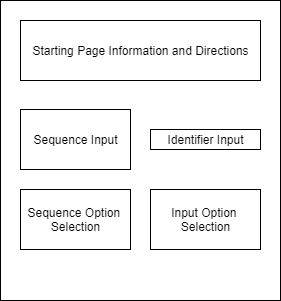 Starting Page Information and Directions
Sequence Input
Identifier Input
Sequence Option
Selection
Input Option
Selection